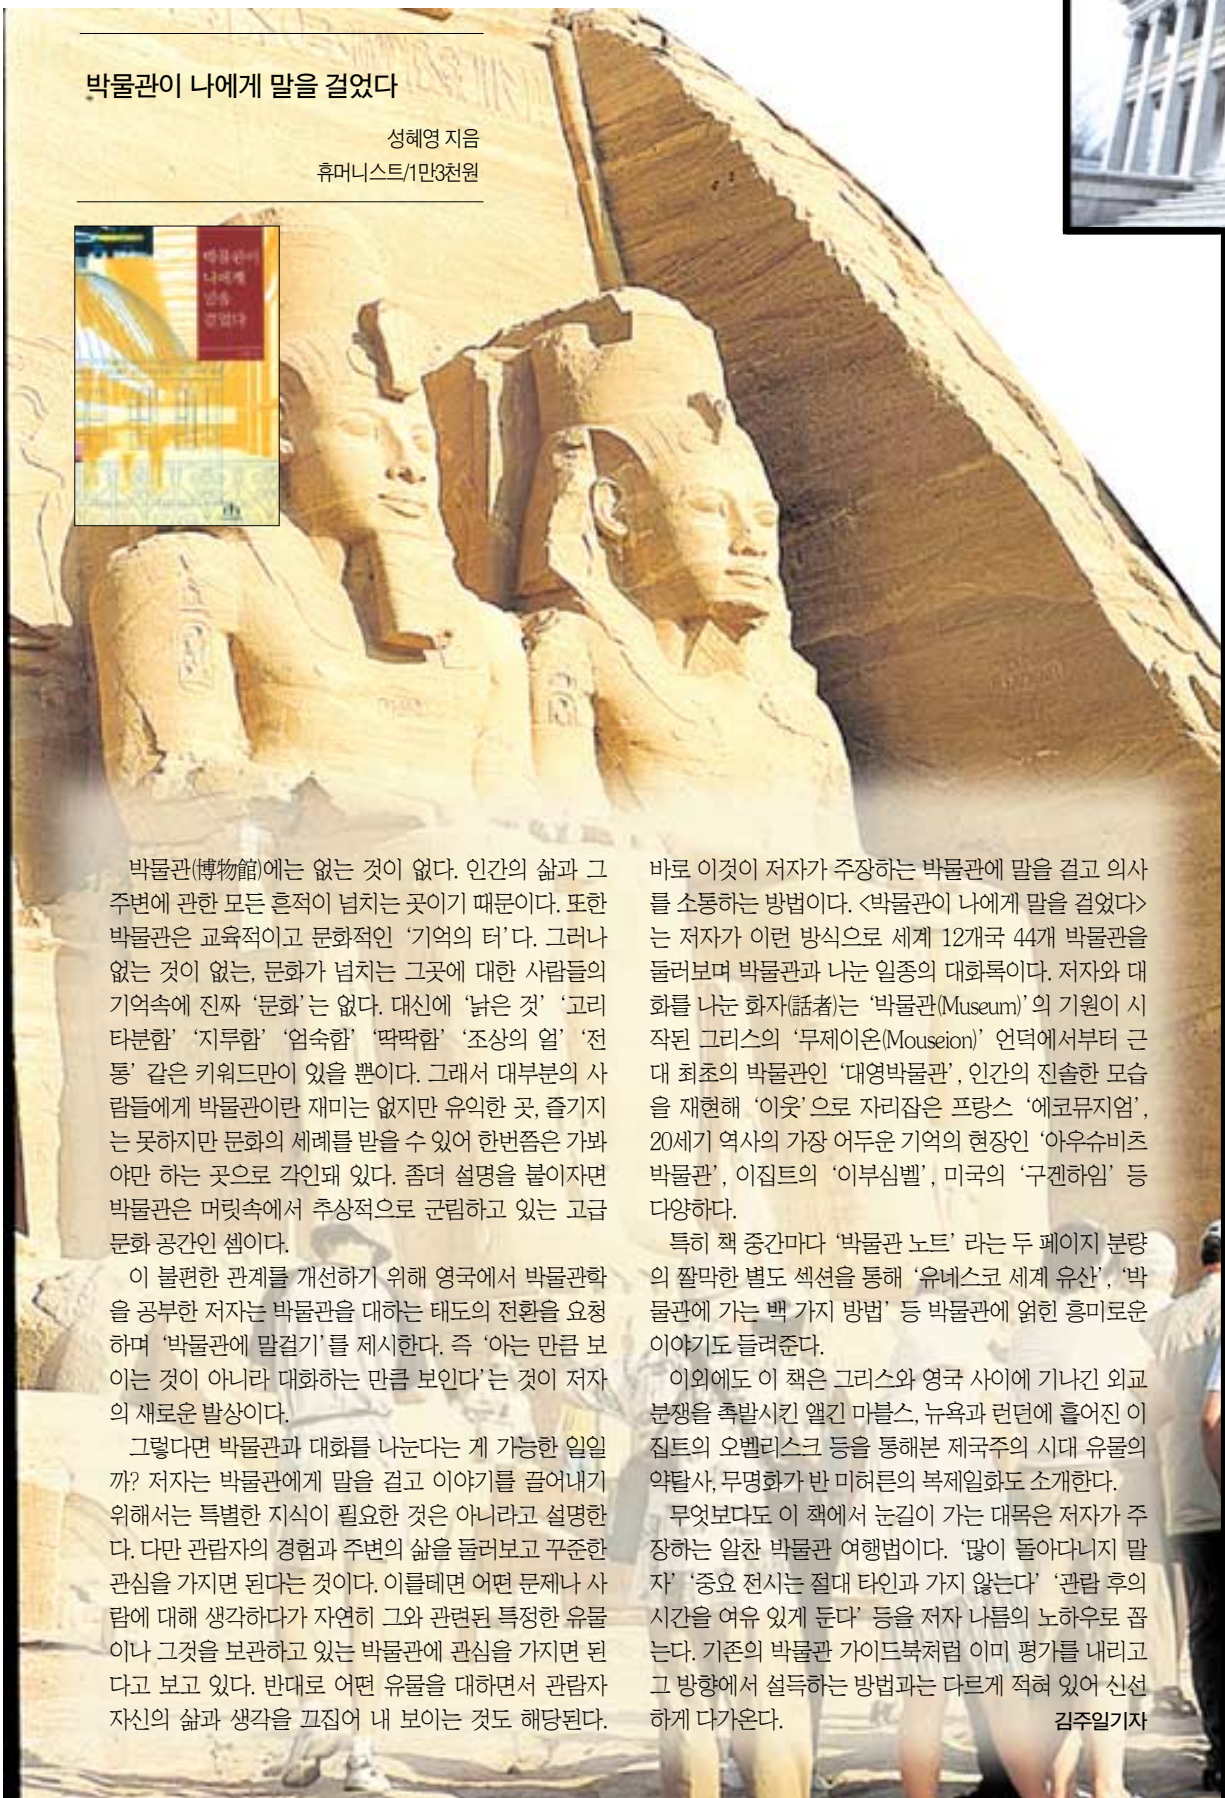 박물관이 나에게 말을 걸었다
성혜영 지음
휴머니스트/1만3천원
박물관이
나에게
말을
걸었다
박물관(博物館)에는 없는 것이 없다. 인간의 삶과 그
주변에 관한 모든 흔적이 넘치는 곳이기 때문이다. 또한
박물관은 교육적이고 문화적인 ‘기억의 터’다. 그러나
없는 것이 없는, 문화가 넘치는 그곳에 대한 사람들의
기억속에 진짜 ‘문화’는 없다. 대신에 ‘낡은 것’ ‘고리
타분함’ ‘지루함’ ‘엄숙함’ ‘딱딱함’ ‘조상의 얼’ ‘전
통’ 같은 키워드만이 있을 뿐이다. 그래서 대부분의 사
람들에게 박물관이란 재미는 없지만 유익한 곳, 즐기지
는 못하지만 문화의 세례를 받을 수 있어 한번쯤은 가봐
야만 하는 곳으로 각인돼 있다. 좀더 설명을 붙이자면
박물관은 머릿속에서 추상적으로 군림하고 있는 고급
문화 공간인 셈이다.
이 불편한 관계를 개선하기 위해 영국에서 박물관학
을 공부한 저자는 박물관을 대하는 태도의 전환을 요청
하며 ‘박물관에 말걸기’를 제시한다. 즉 ‘아는 만큼 보
이는 것이 아니라 대화하는 만큼 보인다’는 것이 저자
의 새로운 발상이다.
그렇다면 박물관과 대화를 나눈다는 게 가능한 일일
까? 저자는 박물관에게 말을 걸고 이야기를 끌어내기
위해서는 특별한 지식이 필요한 것은 아니라고 설명한
다. 다만 관람자의 경험과 주변의 삶을 둘러보고 꾸준한
관심을 가지면 된다는 것이다. 이를테면 어떤 문제나 사
람에 대해 생각하다가 자연히 그와 관련된 특정한 유물
이나 그것을 보관하고 있는 박물관에 관심을 가지면 된
다고 보고 있다. 반대로 어떤 유물을 대하면서 관람자
자신의 삶과 생각을 끄집어 내 보이는 것도 해당된다.
바로 이것이 저자가 주장하는 박물관에 말을 걸고 의사
를 소통하는 방법이다. <박물관이 나에게 말을 걸었다>
는 저자가 이런 방식으로 세계 12개국 44개 박물관을
둘러보며 박물관과 나눈 일종의 대화록이다. 저자와 대
화를 나눈 화자(話者)는 ‘박물관(Museum)’의 기원이 시
작된 그리스의 ‘무제이온(Mouseion)’ 언덕에서부터 근
대 최초의 박물관인 ‘대영박물관’, 인간의 진솔한 모습
을 재현해 ‘이웃’으로 자리잡은 프랑스 ‘에코뮤지엄’,
20세기 역사의 가장 어두운 기억의 현장인 ‘아우슈비츠
박물관’, 이집트의 ‘이부심벨’, 미국의 ‘구겐하임’ 등
다양하다.
특히 책 중간마다 ‘박물관 노트’ 라는 두 페이지 분량
의 짤막한 별도 섹션을 통해 ‘유네스코 세계 유산’, ‘박
물관에 가는 백 가지 방법’ 등 박물관에 얽힌 흥미로운
이야기도 들려준다.
이외에도 이 책은 그리스와 영국 사이에 기나긴 외교
분쟁을 촉발시킨 앨긴 마블스, 뉴욕과 런던에 흩어진 이
집트의 오벨리스크 등을 통해본 제국주의 시대 유물의
약탈사, 무명화가 반 미허른의 복제일화도 소개한다.
무엇보다도 이 책에서 눈길이 가는 대목은 저자가 주
장하는 알찬 박물관 여행법이다. ‘많이 돌아다니지 말
자’ ‘중요 전시는 절대 타인과 가지 않는다’ ‘관람 후의
시간을 여유 있게 둔다’ 등을 저자 나름의 노하우로 꼽
는다. 기존의 박물관 가이드북처럼 이미 평가를 내리고
그 방향에서 설득하는 방법과는 다르게 적혀 있어 신선
하게 다가온다.
김주일기자